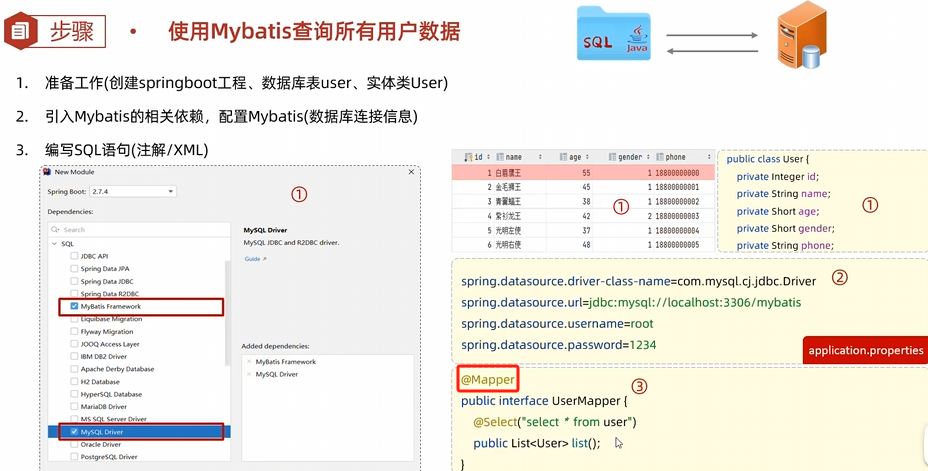 步骤
• 使用Mybatis查询所有用户数据
SQL
Java
1. 准备工作(创建springboot工程、数据库表user、实体类User)
2. 引入Mybatis的相关依赖，配置Mybatis(数据库连接信息)
3. 编写SQL语句(注解/XML)
New Module
Spring Boot: 2.7.4
①
Dependencies:
Search
SQL
JDBC API
Spring Data JPA
Spring Data JDBC
Spring Data R2DBC
MyBatis Framework
Liquibase Migration
Flyway Migration
JOOQ Access Layer
IBM DB2 Driver
Apache Derby Database
H2 Database
HyperSQL Database
MariaDB Driver
MS SQL Server Driver
MySQL Driver
Oracle Driver
PostgreSQL Driver
MySQL Driver
MySQL JDBC and R2DBC driver.
Guide ↗
Added dependencies:
× MyBatis Framework
× MySQL Driver
id name age gender phone
1 白眉鹰王 55 1 18800000000
2 金毛狮王 45 1 18800000001
3 青翼蝠王 38 1 18800000002
4 紫衫龙王 42 2 18800000003
5 光明左使 37 1 18800000004
6 光明右使 48 1 18800000005
①
public class User {
private Integer id;
private String name;
private Short age;
private Short gender;
private String phone;
①
spring.datasource.driver-class-name=com.mysql.cj.jdbc.Driver
spring.datasource.url=jdbc:mysql://localhost:3306/mybatis
spring.datasource.username=root
spring.datasource.password=1234
②
application.properties
@Mapper
public interface UserMapper {
@Select("select * from user")
public List<User> list();
}
③